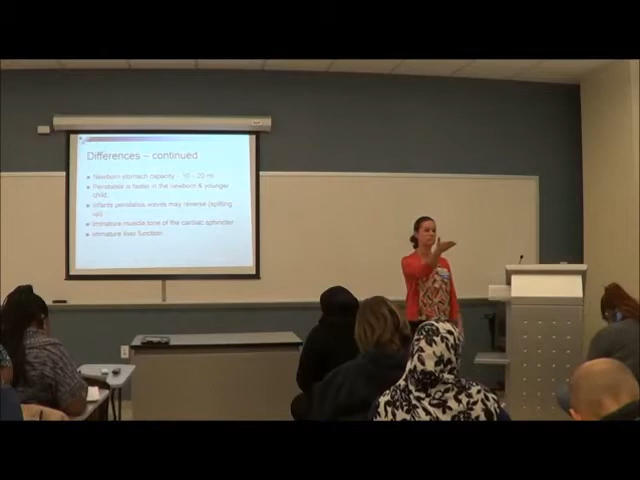 Differences – continued
Newborn stomach capacity - 10 – 20 ml
Peristalsis is faster in the newborn & younger
child.
Infants peristalsis waves may reverse (spitting
up)
Immature muscle tone of the cardiac sphincter
Immature liver function